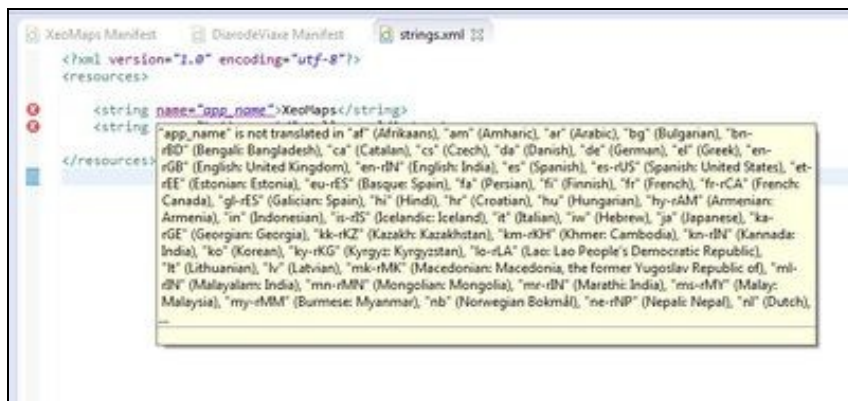 XeoMaps Manifest DiarodeViaxe Manifest strings.xml
<?xml version="1.0" encoding="utf-8"?>
<resources>
<string name="app_name">XeoMaps</string>
<string
"app_name" is not translated in "af" (Afrikaans), "am" (Amharic), "ar" (Arabic), "bg" (Bulgarian), "bn-
rBD" (Bengali: Bangladesh), "ca" (Catalan), "cs" (Czech), "da" (Danish), "de" (German), "el" (Greek), "en-
rGB" (English: United Kingdom), "en-rIN" (English: India), "es" (Spanish), "es-rUS" (Spanish: United States), "et-
rEE" (Estonian: Estonia), "eu-rES" (Basque: Spain), "fa" (Persian), "fi" (Finnish), "fr" (French), "fr-rCA" (French:
Canada), "gl-rES" (Galician: Spain), "hi" (Hindi), "hr" (Croatian), "hu" (Hungarian), "hy-rAM" (Armenian:
Armenia), "in" (Indonesian), "is-rIS" (Icelandic: Iceland), "it" (Italian), "iw" (Hebrew), "ja" (Japanese), "ka-
rGE" (Georgian: Georgia), "kk-rKZ" (Kazakh: Kazakhstan), "km-rKH" (Khmer: Cambodia), "kn-rIN" (Kannada:
India), "ko" (Korean), "ky-rKG" (Kyrgyz: Kyrgyzstan), "lo-rLA" (Lao: Lao People's Democratic Republic),
"lt" (Lithuanian), "lv" (Latvian), "mk-rMK" (Macedonian: Macedonia, the former Yugoslav Republic of), "ml-
rIN" (Malayalam: India), "mn-rMN" (Mongolian: Mongolia), "mr-rIN" (Marathi: India), "ms-rMY" (Malay:
Malaysia), "my-rMM" (Burmese: Myanmar), "nb" (Norwegian Bokmål), "ne-rNP" (Nepali: Nepal), "nl" (Dutch),
...
</resources>